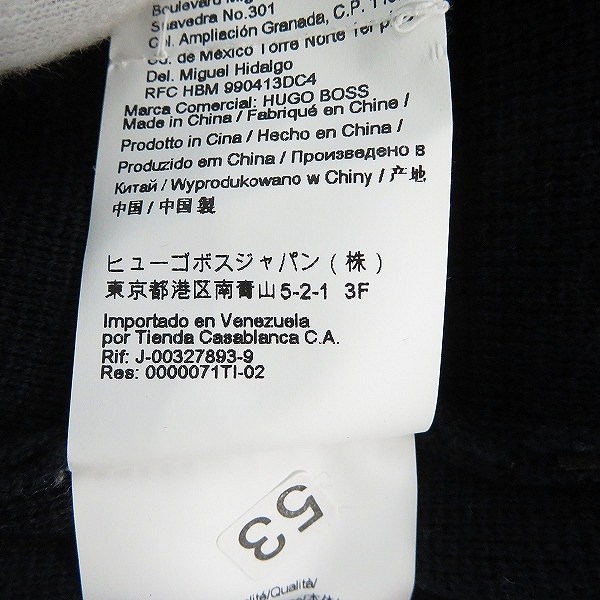 Boulevard
Saavedra No.301
Col. Ampliación Granada, C.P.
Cd. de México Torre Norte 1er
Del. Miguel Hidalgo
RFC HBM 990413DC4
Marca Comercial: HUGO BOSS
Made in China / Fabriqué en Chine /
Prodotto in Cina / Hecho en China /
Produzido em China / Произведено в
Китай / Wyprodukowano w Chiny / 产地
中国 / 中国製
ヒューゴボスジャパン(株)
東京都港区南青山5-2-1 3F
Importado en Venezuela
por Tienda Casablanca C.A.
Rif: J-00327893-9
Res: 0000071TI-02
53
/Qualità/